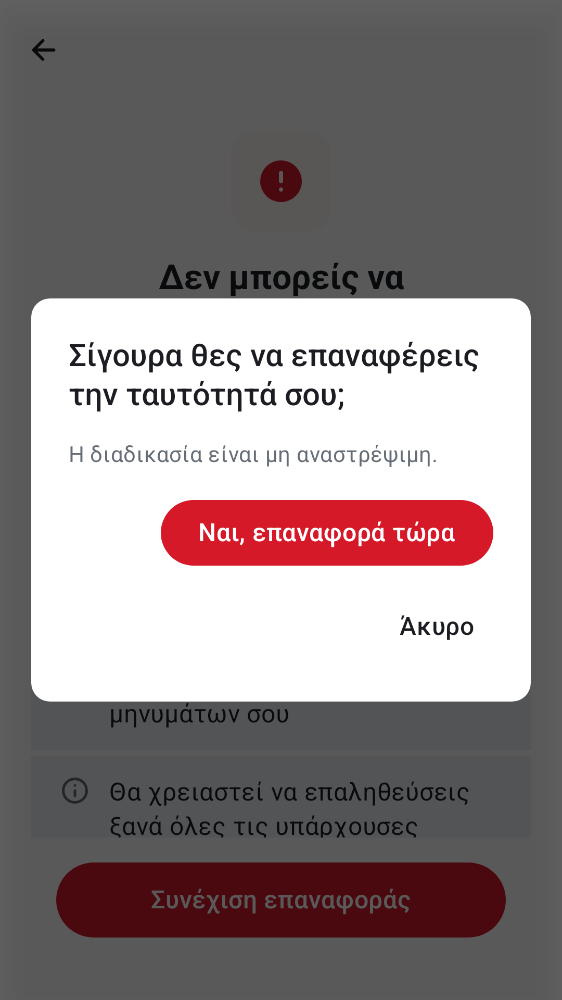 Δεν μπορείς να
Σίγουρα θες να επαναφέρεις
την ταυτότητά σου;
Η διαδικασία είναι μη αναστρέψιμη.
Ναι, επαναφορά τώρα
Άκυρο
μηνυμάτων σου
Θα χρειαστεί να επαληθεύσεις
ξανά όλες τις υπάρχουσες
Συνέχιση επαναφοράς